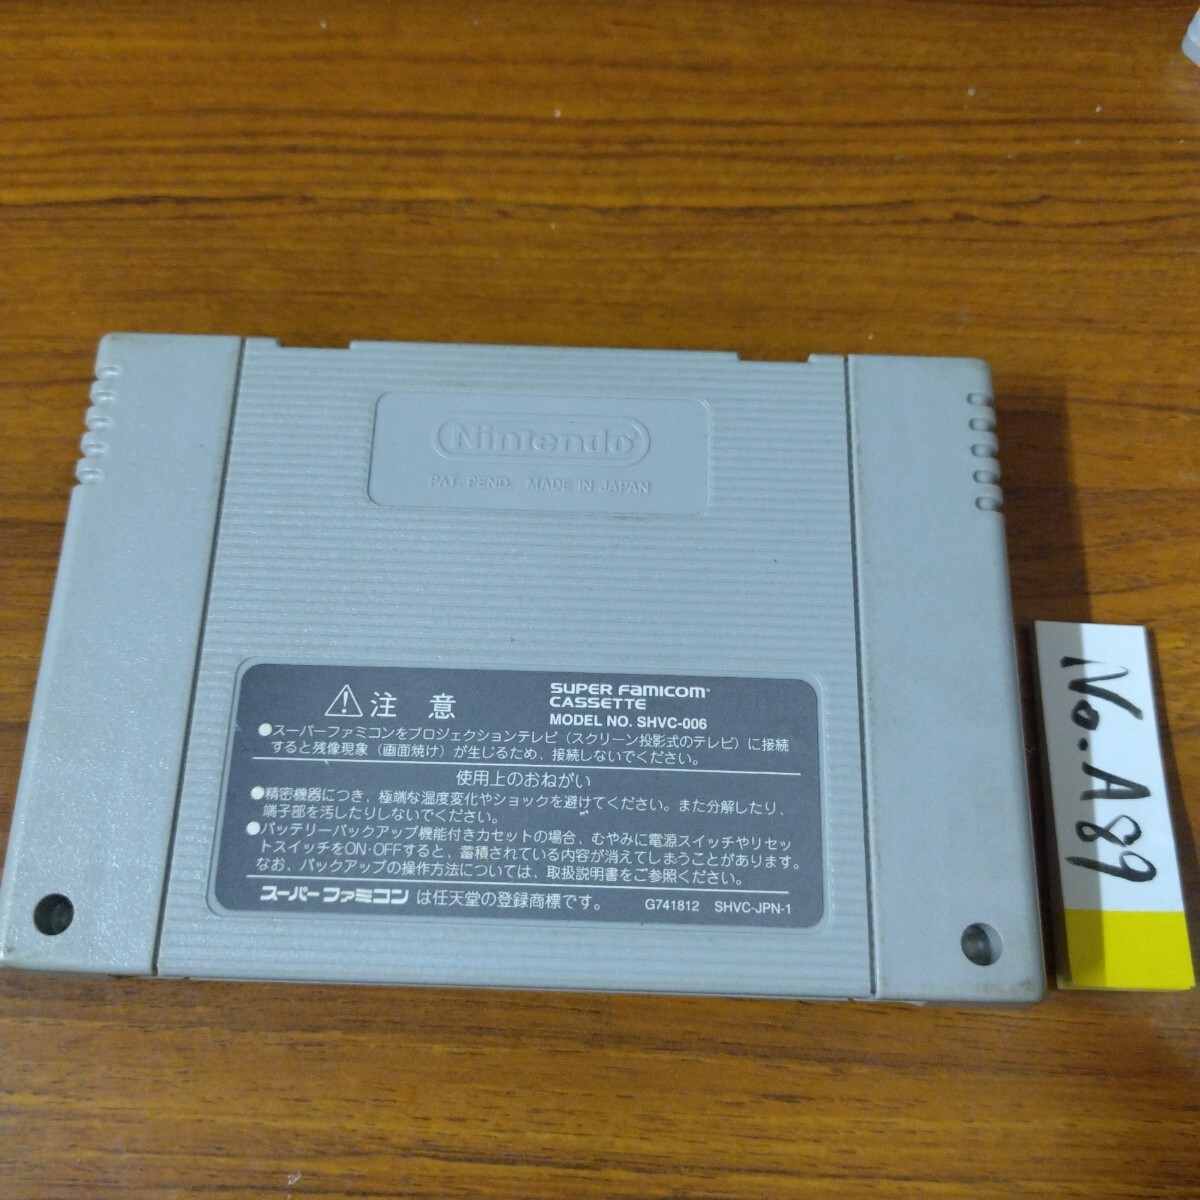 Nintendo®
PAT. PEND. MADE IN JAPAN
注意
SUPER FAMICOM™
CASSETTE
MODEL NO. SHVC-006
●スーパーファミコンをプロジェクションテレビ(スクリーン投影式のテレビ)に接続
すると残像現象(画面焼け)が生じるため、接続しないでください。
使用上のおねがい
●精密機器につき、極端な温度変化やショックを避けてください。また分解したり、
端子部を汚したりしないでください。
●バッテリーバックアップ機能付きカセットの場合、むやみに電源スイッチやリセッ
トスイッチをON・OFFすると、蓄積されている内容が消えてしまうことがあります。
なお、バックアップの操作方法については、取扱説明書をご参照ください。
スーパーファミコンは任天堂の登録商標です。 G741812 SHVC-JPN-1
No.A89